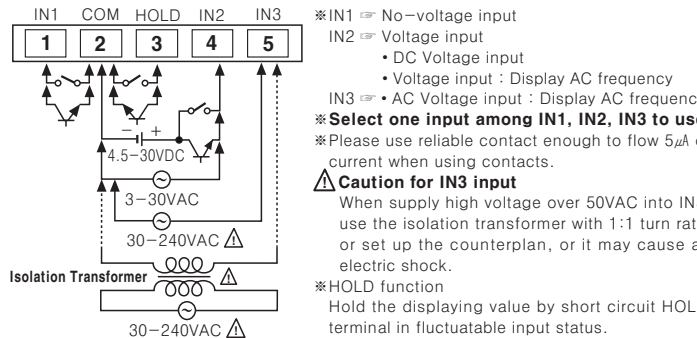 IN1 COM HOLD IN2 IN3
1 2 3 4 5
− +
4.5−30VDC
3−30VAC
30−240VAC ⚠
Isolation Transformer ⚠
30−240VAC ⚠
※IN1 ☞ No−voltage input
IN2 ☞ Voltage input
• DC Voltage input
• Voltage input : Display AC frequency
IN3 ☞ • AC Voltage input : Display AC frequenc
※Select one input among IN1, IN2, IN3 to use
※Please use reliable contact enough to flow 5㎂
current when using contacts.
⚠Caution for IN3 input
When supply high voltage over 50VAC into IN
use the isolation transformer with 1:1 turn rat
or set up the counterplan, or it may cause a
electric shock.
※HOLD function
Hold the displaying value by short circuit HOL
terminal in fluctuatable input status.